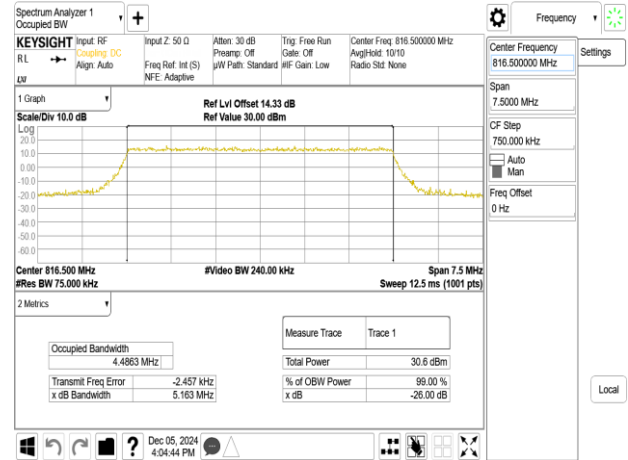 Spectrum Analyzer 1
Occupied BW
Frequency
KEYSIGHT
Input: RF
Coupling: DC
Align: Auto
Input Z: 50 Ω
Freq Ref: Int (S)
NFE: Adaptive
Atten: 30 dB
Preamp: Off
µW Path: Standard
Trig: Free Run
Gate: Off
#IF Gain: Low
Center Freq: 816.500000 MHz
Avg|Hold: 10/10
Radio Std: None
RL
LXI
Center Frequency
816.500000 MHz
Settings
Span
7.5000 MHz
CF Step
750.000 kHz
Auto
Man
Freq Offset
0 Hz
Local
1 Graph
Scale/Div 10.0 dB
Ref Lvl Offset 14.33 dB
Ref Value 30.00 dBm
Log
20.0
10.0
0.00
-10.0
-20.0
-30.0
-40.0
-50.0
-60.0
Center 816.500 MHz
#Res BW 75.000 kHz
#Video BW 240.00 kHz
Span 7.5 MHz
Sweep 12.5 ms (1001 pts)
2 Metrics
Measure Trace Trace 1
Occupied Bandwidth
4.4863 MHz
Total Power 30.6 dBm
Transmit Freq Error -2.457 kHz
% of OBW Power 99.00 %
x dB Bandwidth 5.163 MHz
x dB -26.00 dB
?
Dec 05, 2024
4:04:44 PM